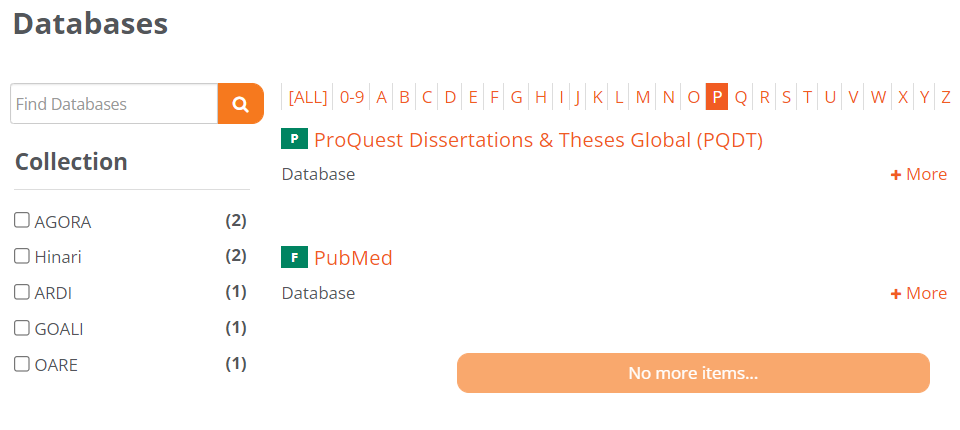 Databases
Find Databases
[ALL] 0-9 A B C D E F G H I J K L M N O P Q R S T U V W X Y Z
P ProQuest Dissertations & Theses Global (PQDT)
Database + More
F PubMed
Database + More
No more items...
Collection
AGORA (2)
Hinari (2)
ARDI (1)
GOALI (1)
OARE (1)